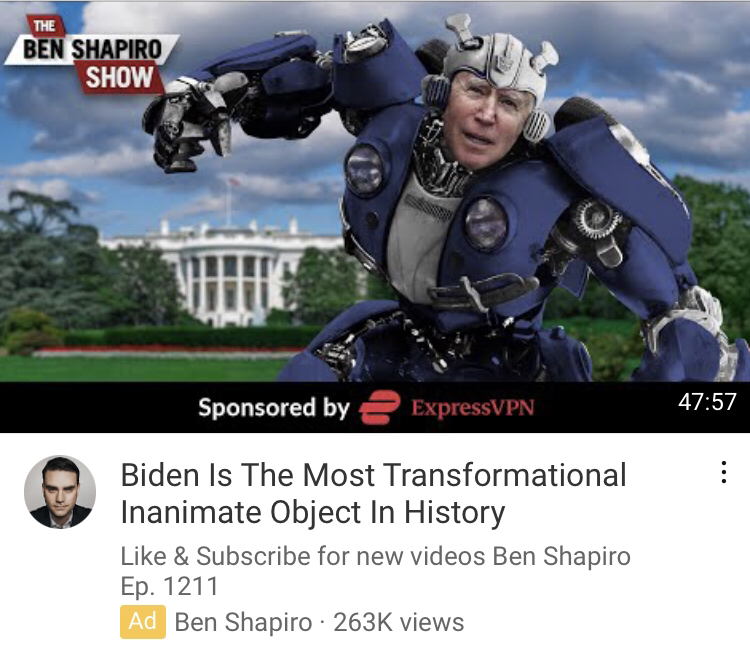 THE
BEN SHAPIRO
SHOW
Sponsored by ExpressVPN
47:57
Biden Is The Most Transformational
Inanimate Object In History
Like & Subscribe for new videos Ben Shapiro
Ep. 1211
Ad Ben Shapiro · 263K views